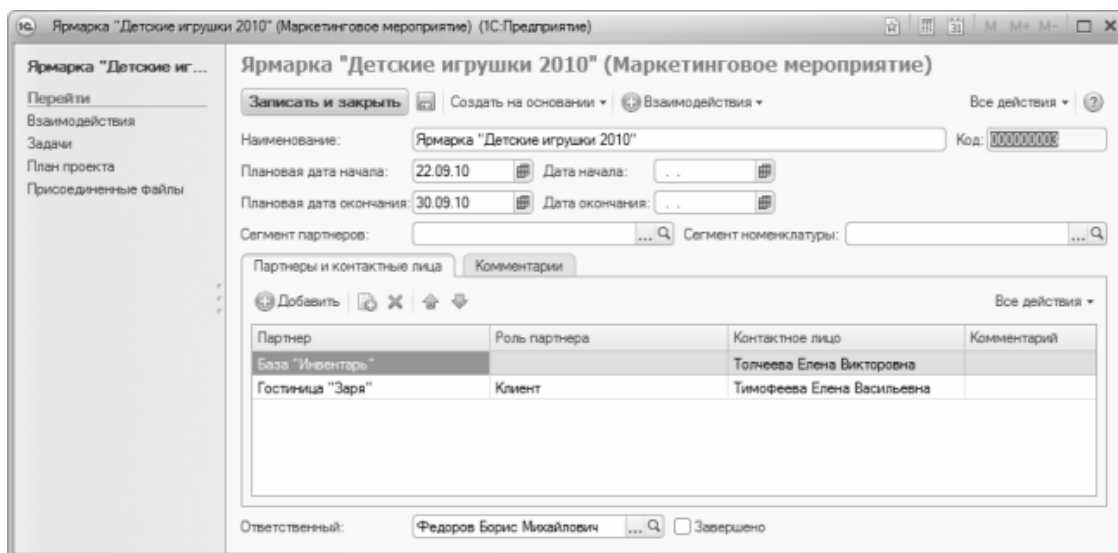 Ярмарка "Детские игрушки 2010" (Маркетинговое мероприятие) (1С:Предприятие)
M M+ M-
Ярмарка "Детские иг...
Перейти
Взаимодействия
Задачи
План проекта
Присоединенные файлы
Ярмарка "Детские игрушки 2010" (Маркетинговое мероприятие)
Записать и закрыть Создать на основании Взаимодействия Все действия
Наименование: Ярмарка "Детские игрушки 2010" Код: 000000003
Плановая дата начала: 22.09.10 Дата начала: . .
Плановая дата окончания: 30.09.10 Дата окончания: . .
Сегмент партнеров: ... Сегмент номенклатуры: ...
Партнеры и контактные лица Комментарии
Добавить Все действия
Партнер Роль партнера Контактное лицо Комментарий
База "Инвентарь" Толчеева Елена Викторовна
Гостиница "Заря" Клиент Тимофеева Елена Васильевна
Ответственный: Федоров Борис Михайлович ... Завершено